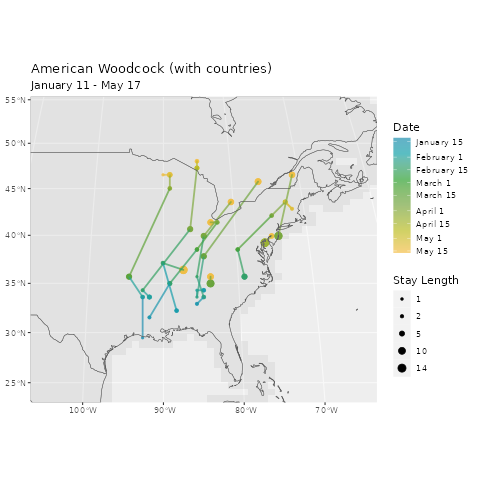 American Woodcock (with countries)
January 11 - May 17
55°N
50°N
45°N
40°N
35°N
30°N
25°N
100°W
90°W
80°W
70°W
Date
January 15
February 1
February 15
March 1
March 15
April 1
April 15
May 1
May 15
Stay Length
1
2
5
10
14